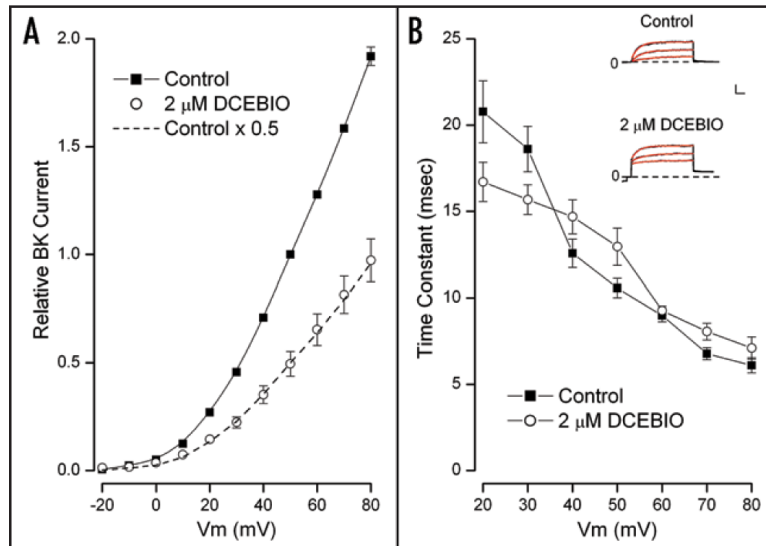 A
2.0
1.5
1.0
0.5
0.0
Relative BK Current
Control
2 μM DCEBIO
Control x 0.5
-20
0
20
40
60
80
Vm (mV)
B
25
20
15
10
5
0
Time Constant (msec)
Control
0
2 μM DCEBIO
0
Control
2 μM DCEBIO
20
30
40
50
60
70
80
Vm (mV)